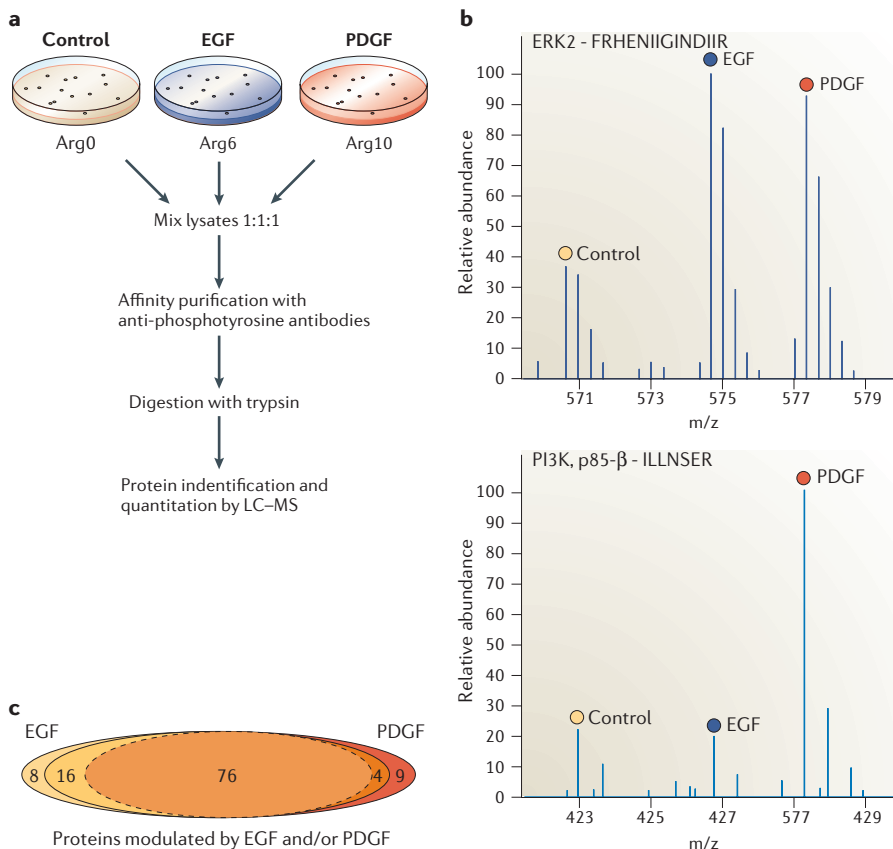 a
Control EGF PDGF
Arg0 Arg6 Arg10
Mix lysates 1:1:1
Affinity purification with
anti-phosphotyrosine antibodies
Digestion with trypsin
Protein indentification and
quantitation by LC–MS
b
ERK2 - FRHENIIGINDIIR
EGF
PDGF
Control
Relative abundance
100
90
80
70
60
50
40
30
20
10
0
571 573 575 577 579
m/z
PI3K, p85-β - ILLNSER
PDGF
Control
EGF
Relative abundance
100
90
80
70
60
50
40
30
20
10
0
423 425 427 577 429
m/z
c
EGF PDGF
8 16 76 4 9
Proteins modulated by EGF and/or PDGF